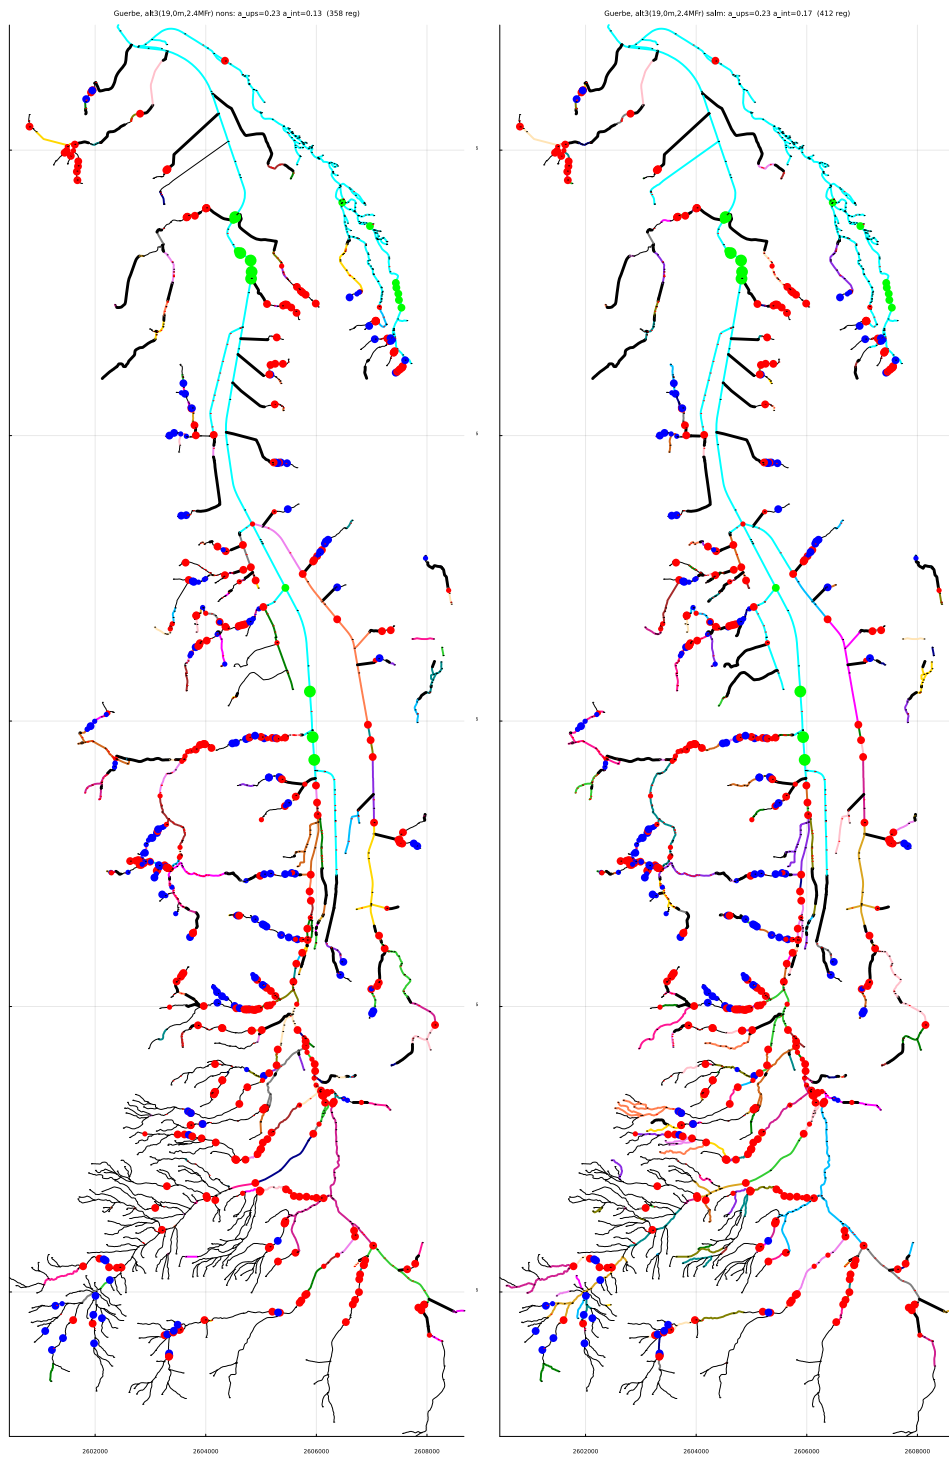 Guerbe, alt3(19,0m,2.4MFr) nons: a_ups=0.23 a_int=0.13 (358 reg)
Guerbe, alt3(19,0m,2.4MFr) salm: a_ups=0.23 a_int=0.17 (412 reg)
2602000 2604000 2606000 2608000
2602000 2604000 2606000 2608000